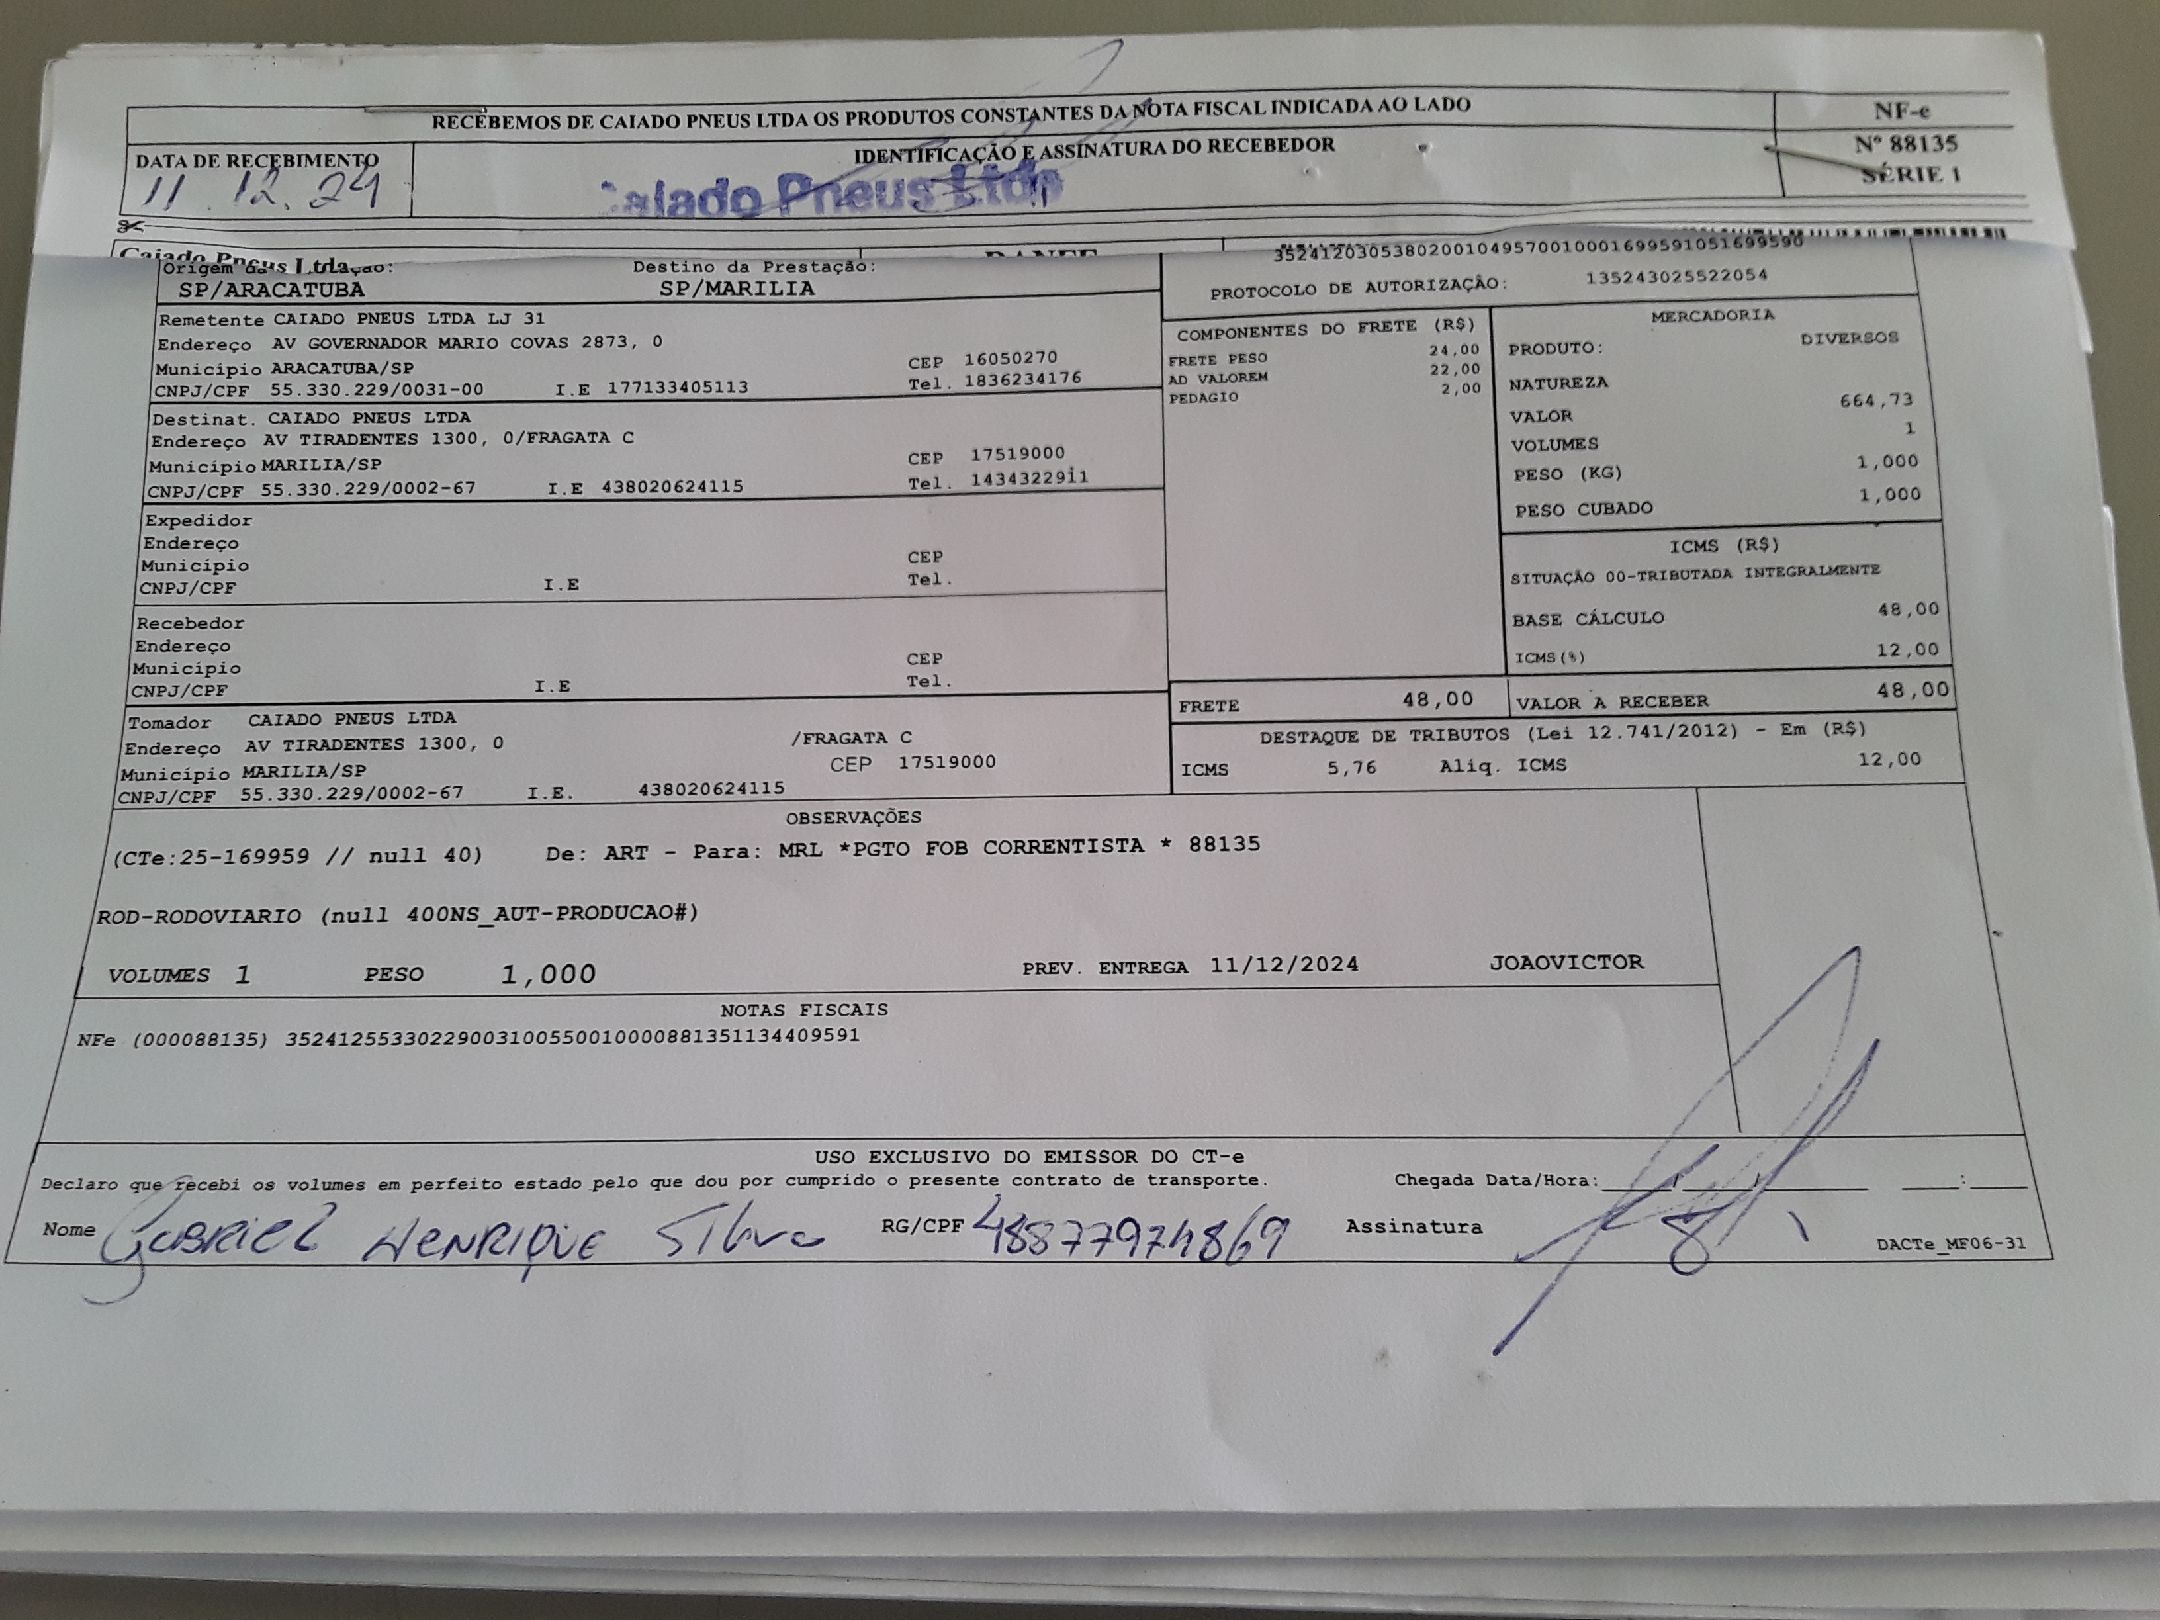 RECEBEMOS DE CAIADO PNEUS LTDA OS PRODUTOS CONSTANTES DA NOTA FISCAL INDICADA AO LADO
NF-e
Nº 88135
SÉRIE 1
DATA DE RECEBIMENTO
11.12.24
IDENTIFICAÇÃO E ASSINATURA DO RECEBEDOR
Caiado Pneus Ltda
Caiado Pneus Ltda
DANFE
35241203053802001049570010001699591051699590
PROTOCOLO DE AUTORIZAÇÃO: 135243025522054
Origem da Prestação: Destino da Prestação:
SP/ARACATUBA SP/MARILIA
Remetente CAIADO PNEUS LTDA LJ 31
Endereço AV GOVERNADOR MARIO COVAS 2873, 0
Município ARACATUBA/SP CEP 16050270
CNPJ/CPF 55.330.229/0031-00 I.E 177133405113 Tel. 1836234176
Destinat. CAIADO PNEUS LTDA
Endereço AV TIRADENTES 1300, 0/FRAGATA C
Município MARILIA/SP CEP 17519000
CNPJ/CPF 55.330.229/0002-67 I.E 438020624115 Tel. 1434322911
Expedidor
Endereço
Município CEP
CNPJ/CPF I.E Tel.
Recebedor
Endereço
Município CEP
CNPJ/CPF I.E Tel.
Tomador CAIADO PNEUS LTDA
Endereço AV TIRADENTES 1300, 0 /FRAGATA C
Município MARILIA/SP CEP 17519000
CNPJ/CPF 55.330.229/0002-67 I.E. 438020624115
COMPONENTES DO FRETE (R$)
FRETE PESO 24,00
AD VALOREM 22,00
PEDAGIO 2,00
MERCADORIA
PRODUTO: DIVERSOS
NATUREZA
VALOR 664,73
VOLUMES 1
PESO (KG) 1,000
PESO CUBADO 1,000
ICMS (R$)
SITUAÇÃO 00-TRIBUTADA INTEGRALMENTE
BASE CÁLCULO 48,00
ICMS(%) 12,00
FRETE 48,00 VALOR A RECEBER 48,00
DESTAQUE DE TRIBUTOS (Lei 12.741/2012) - Em (R$)
ICMS 5,76 Aliq. ICMS 12,00
OBSERVAÇÕES
(CTe:25-169959 // null 40) De: ART - Para: MRL *PGTO FOB CORRENTISTA * 88135
ROD-RODOVIARIO (null 400NS_AUT-PRODUCAO#)
VOLUMES 1 PESO 1,000 PREV. ENTREGA 11/12/2024 JOAOVICTOR
NOTAS FISCAIS
NFe (000088135) 35241255330229003100550010000881351134409591
USO EXCLUSIVO DO EMISSOR DO CT-e
Declaro que recebi os volumes em perfeito estado pelo que dou por cumprido o presente contrato de transporte. Chegada Data/Hora:____/____/________ ____:____
Nome Gabriel Henrique Silva RG/CPF 48877974869 Assinatura
DACTe_MF06-31